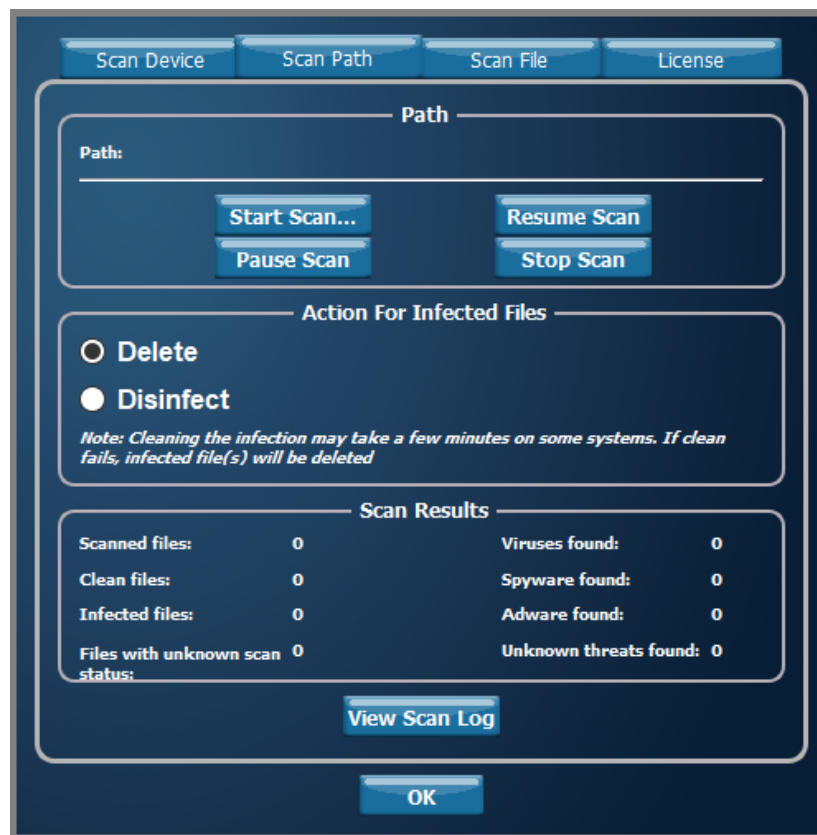 Scan Device Scan Path Scan File License
Path
Path:
Start Scan... Resume Scan
Pause Scan Stop Scan
Action For Infected Files
Delete
Disinfect
Note: Cleaning the infection may take a few minutes on some systems. If clean
fails, infected file(s) will be deleted
Scan Results
Scanned files: 0 Viruses found: 0
Clean files: 0 Spyware found: 0
Infected files: 0 Adware found: 0
Files with unknown scan 0 Unknown threats found: 0
status:
View Scan Log
OK